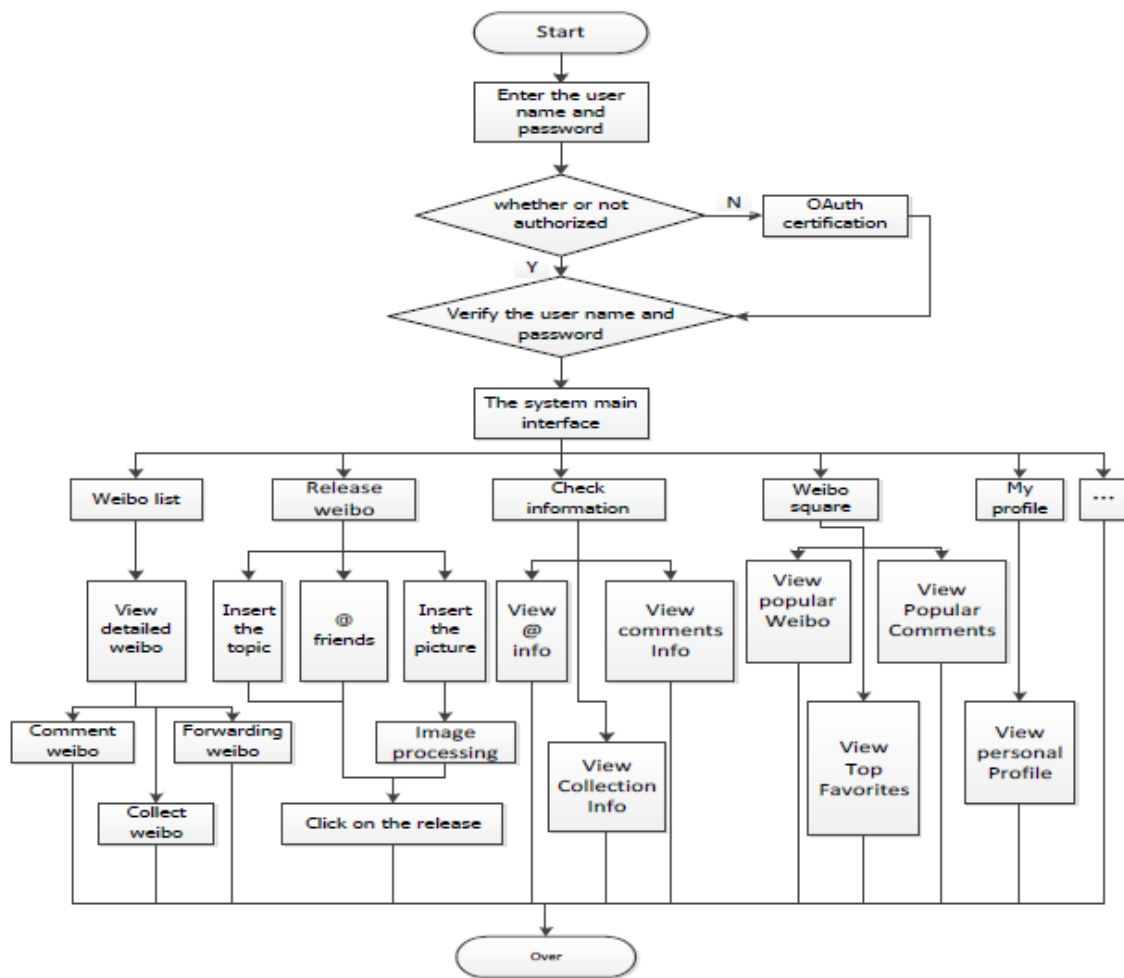 Start
Enter the user
name and
password
whether or not
authorized
N
OAuth
certification
Y
Verify the user name and
password
The system main
interface
Weibo list
Release
weibo
Check
information
Weibo
square
My
profile
...
View
detailed
weibo
Insert
the
topic
@
friends
Insert
the
picture
View
@
info
View
comments
Info
View
popular
Weibo
View
Popular
Comments
Comment
weibo
Forwarding
weibo
Image
processing
View
Collection
Info
View
Top
Favorites
View
personal
Profile
Collect
weibo
Click on the release
Over